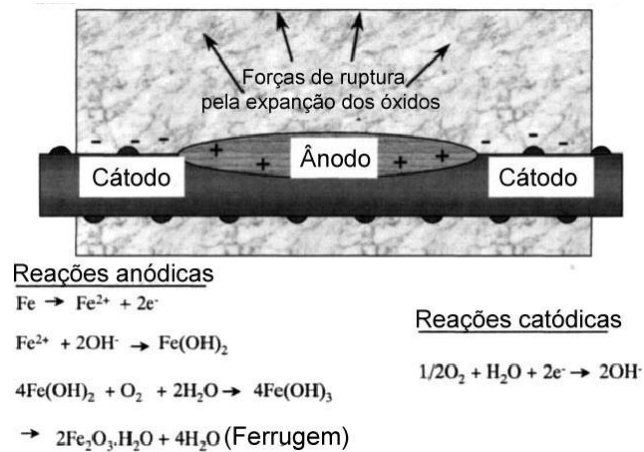 Forças de ruptura
pela expanção dos óxidos
- - + Ânodo + - -
Cátodo + + Cátodo
Reações anódicas
Fe → Fe²⁺ + 2e⁻
Fe²⁺ + 2OH⁻ → Fe(OH)₂
4Fe(OH)₂ + O₂ + 2H₂O → 4Fe(OH)₃
→ 2Fe₂O₃.H₂O + 4H₂O (Ferrugem)
Reações catódicas
1/2O₂ + H₂O + 2e⁻ → 2OH⁻